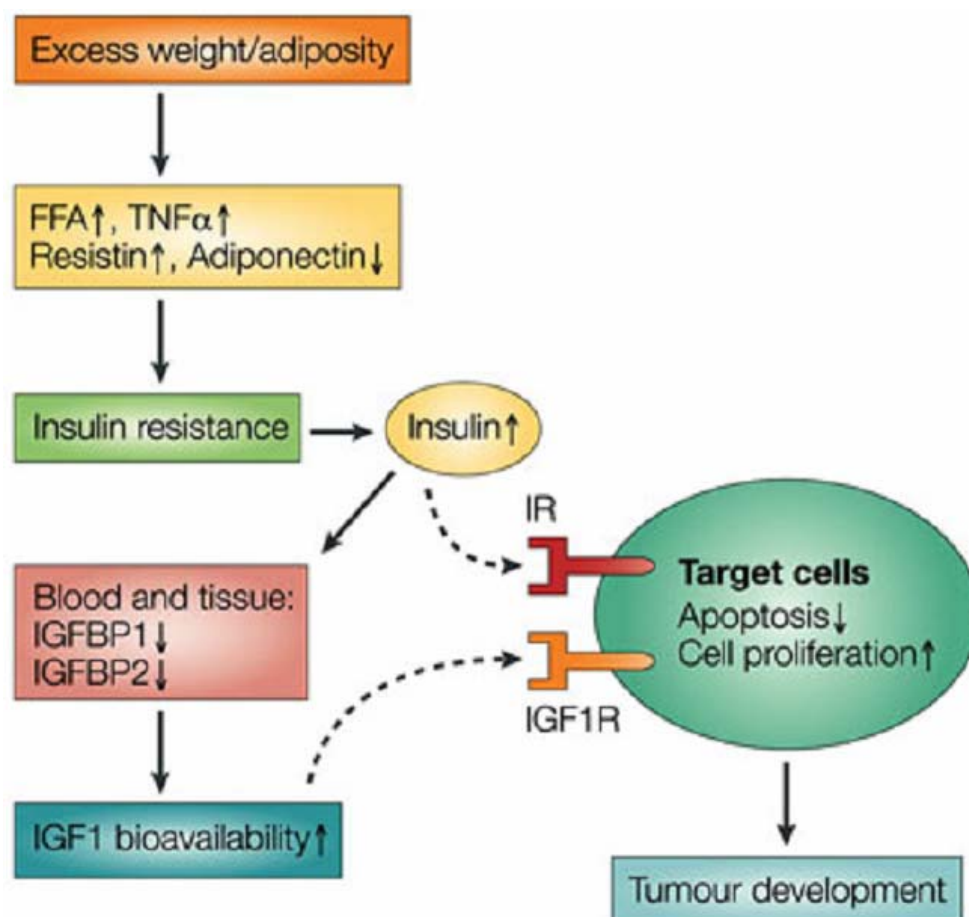 Excess weight/adiposity
FFA↑, TNFα↑
Resistin↑, Adiponectin↓
Insulin resistance
Insulin↑
IR
Blood and tissue:
IGFBP1↓
IGFBP2↓
Target cells
Apoptosis↓
Cell proliferation↑
IGF1R
IGF1 bioavailability↑
Tumour development